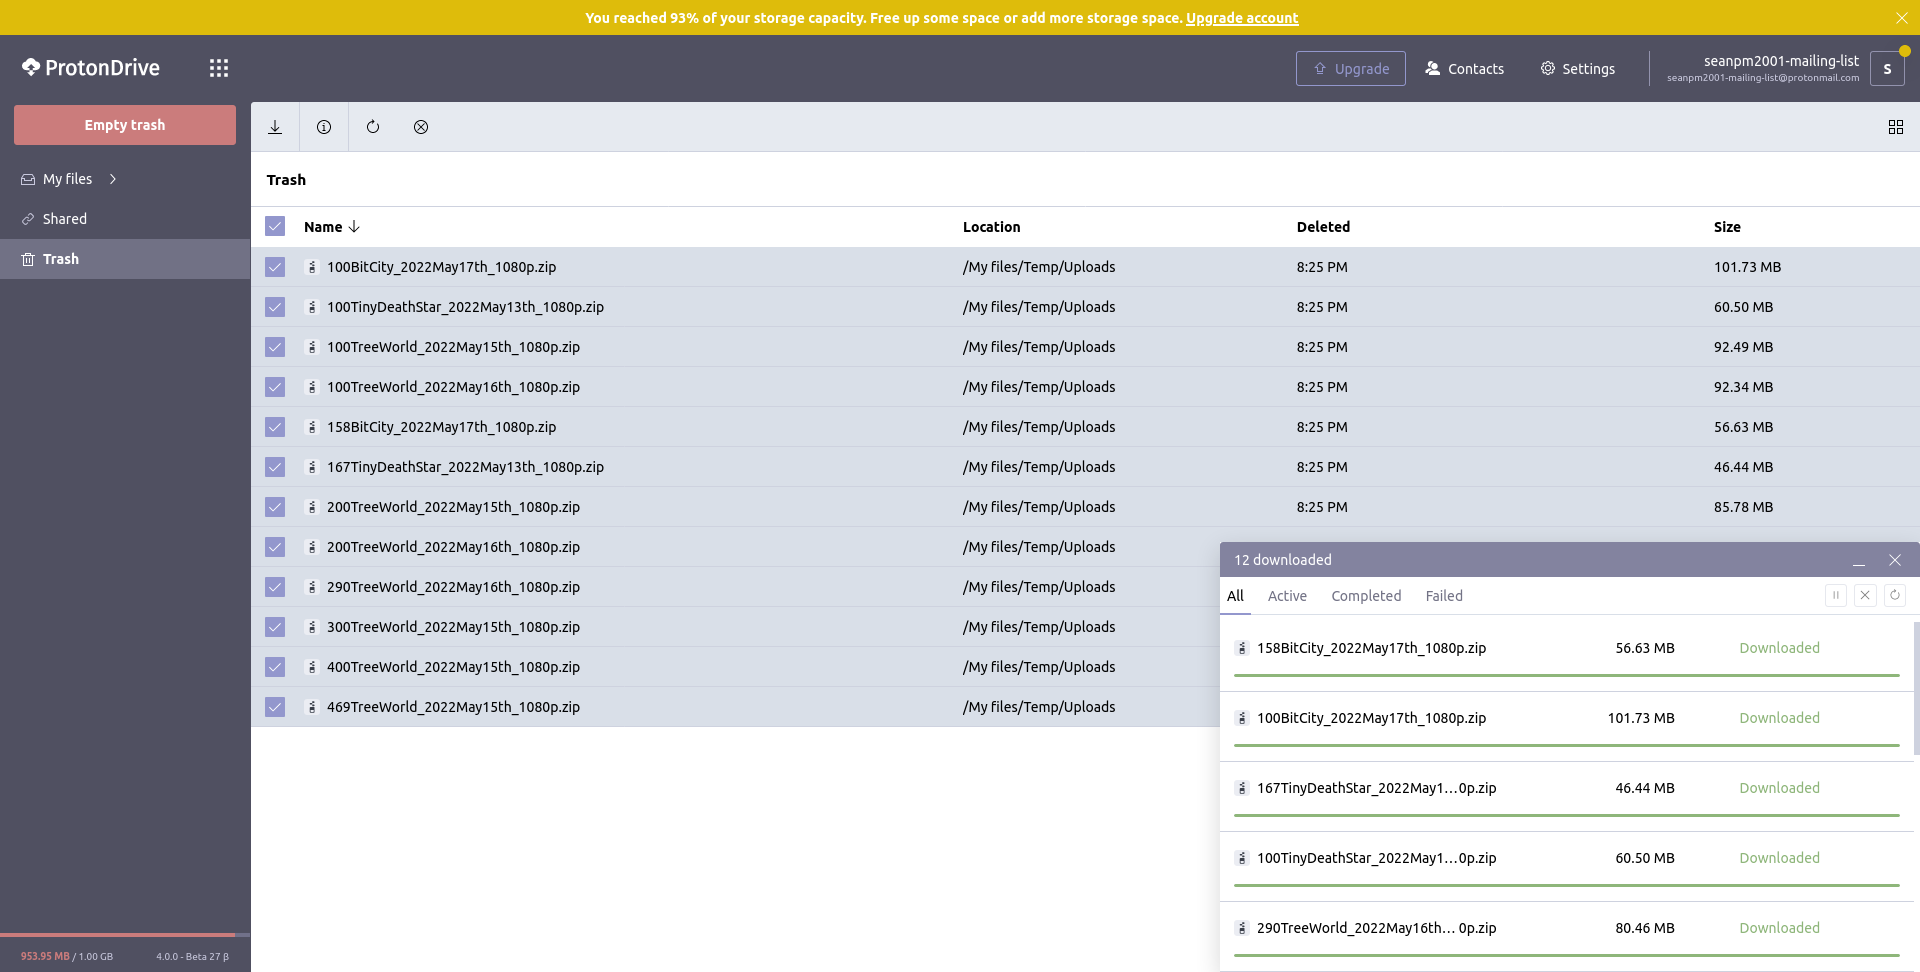 You reached 93% of your storage capacity. Free up some space or add more storage space. Upgrade account
ProtonDrive
Upgrade
Contacts
Settings
seanpm2001-mailing-list
seanpm2001-mailing-list@protonmail.com
S
Empty trash
My files
Shared
Trash
Trash
Name Location Deleted Size
100BitCity_2022May17th_1080p.zip /My files/Temp/Uploads 8:25 PM 101.73 MB
100TinyDeathStar_2022May13th_1080p.zip /My files/Temp/Uploads 8:25 PM 60.50 MB
100TreeWorld_2022May15th_1080p.zip /My files/Temp/Uploads 8:25 PM 92.49 MB
100TreeWorld_2022May16th_1080p.zip /My files/Temp/Uploads 8:25 PM 92.34 MB
158BitCity_2022May17th_1080p.zip /My files/Temp/Uploads 8:25 PM 56.63 MB
167TinyDeathStar_2022May13th_1080p.zip /My files/Temp/Uploads 8:25 PM 46.44 MB
200TreeWorld_2022May15th_1080p.zip /My files/Temp/Uploads 8:25 PM 85.78 MB
200TreeWorld_2022May16th_1080p.zip /My files/Temp/Uploads
290TreeWorld_2022May16th_1080p.zip /My files/Temp/Uploads
300TreeWorld_2022May15th_1080p.zip /My files/Temp/Uploads
400TreeWorld_2022May15th_1080p.zip /My files/Temp/Uploads
469TreeWorld_2022May15th_1080p.zip /My files/Temp/Uploads
12 downloaded
All Active Completed Failed
158BitCity_2022May17th_1080p.zip 56.63 MB Downloaded
100BitCity_2022May17th_1080p.zip 101.73 MB Downloaded
167TinyDeathStar_2022May1…0p.zip 46.44 MB Downloaded
100TinyDeathStar_2022May1…0p.zip 60.50 MB Downloaded
290TreeWorld_2022May16th… 0p.zip 80.46 MB Downloaded
953.95 MB / 1.00 GB 4.0.0 - Beta 27 β